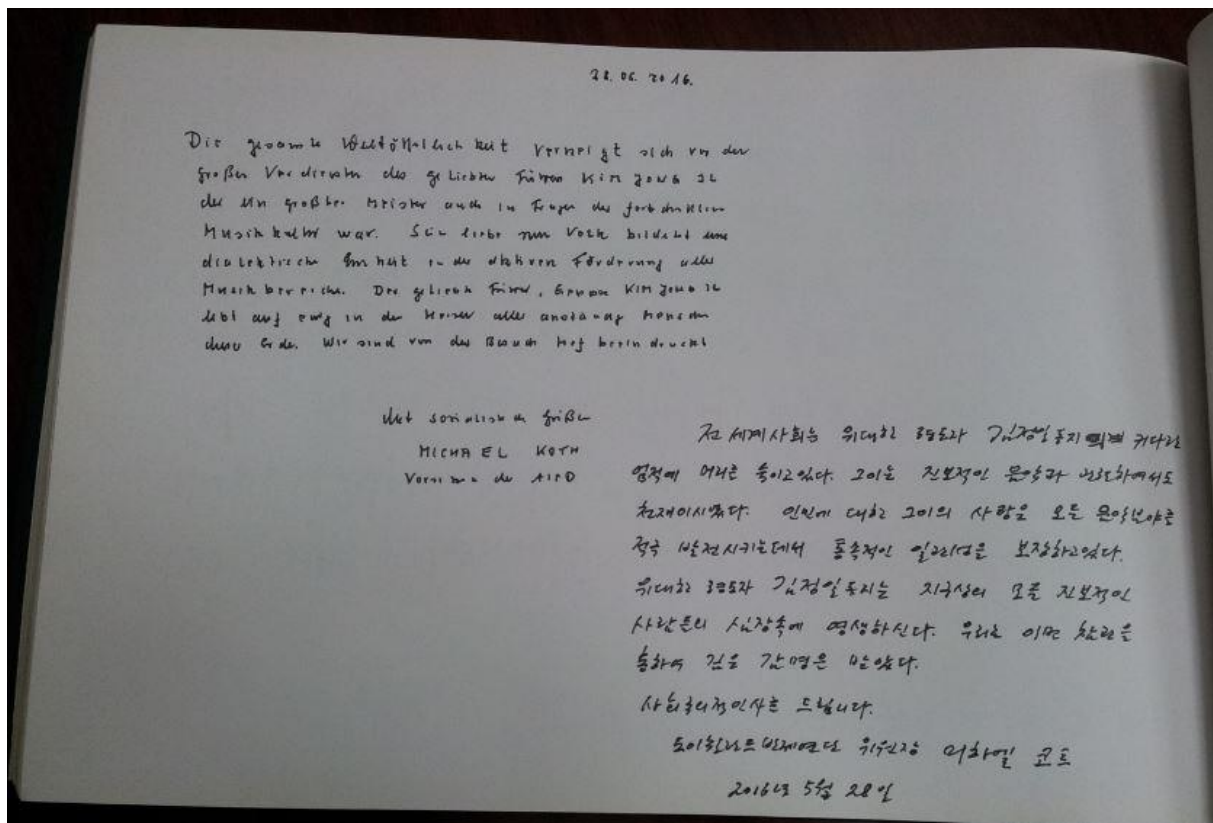 28.05.2016.
Die gesamte Weltöffentlichkeit verneigt sich vor den
großen Verdiensten des geliebten Führers KIM JONG IL
der ein großer Meister auch in Fragen der fortschrittlichen
Musikkultur war. Seine Liebe zum Volk bildet eine
dialektische Einheit in der aktiven Förderung aller
Musikbereiche. Der geliebte Führer, Genosse KIM JONG IL
lebt auf ewig in den Herzen aller anständigen Menschen
dieser Erde. Wir sind von dem Besuch tief beeindruckt
Mit sozialistischen Grüßen
MICHAEL KOTH
Vorsitzender der AIPD
전세계사회는 위대한 령도자 김정일동지의 커다란
업적에 머리를 숙이고있다. 그이는 진보적인 음악과 관련하여서도
천재이시였다. 인민에 대한 그이의 사랑은 모든 음악분야를
적극 발전시키는데서 통속적인 일관성을 보장하고있다.
위대한 령도자 김정일동지는 지구상의 모든 진보적인
사람들의 심장속에 영생하신다. 우리는 이번 참관을
통하여 깊은 감명을 받았다.
사회주의적인사를 드립니다.
도이췰란드반제연단 위원장 미하엘 코트
2016년 5월 28일